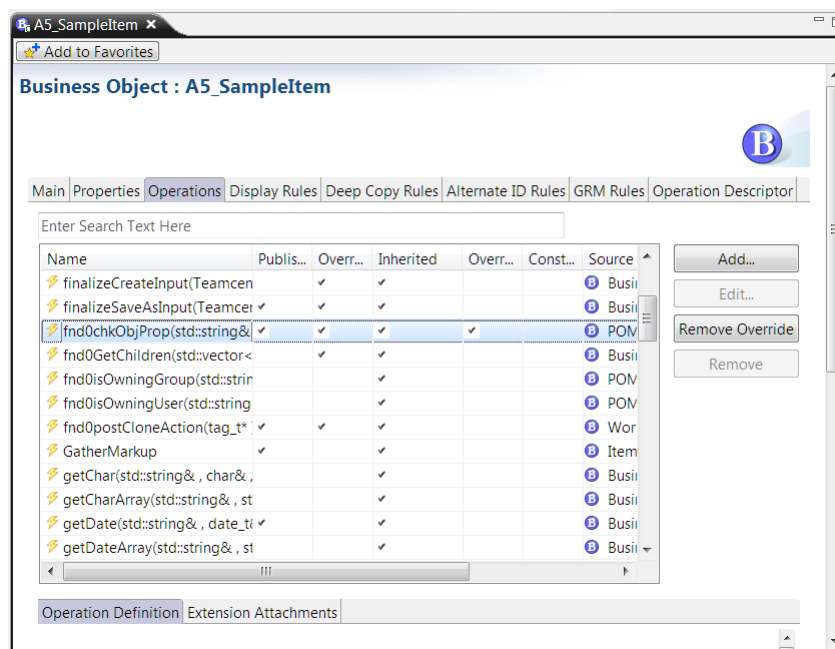 A5_SampleItem
Add to Favorites
Business Object : A5_SampleItem
B
Main Properties Operations Display Rules Deep Copy Rules Alternate ID Rules GRM Rules Operation Descriptor
Enter Search Text Here
Name Publis... Overr... Inherited Overr... Const... Source
Add...
finalizeCreateInput(Teamcen B Busi
Edit...
finalizeSaveAsInput(Teamcer B Busi
fnd0chkObjProp(std::string& B POM
Remove Override
fnd0GetChildren(std::vector< B Busi
Remove
fnd0isOwningGroup(std::strin B POM
fnd0isOwningUser(std::string B POM
fnd0postCloneAction(tag_t* B Wor
GatherMarkup B Item
getChar(std::string& , char& , B Busi
getCharArray(std::string& , st B Busi
getDate(std::string& , date_t& B Busi
getDateArray(std::string& , st B Busi
Operation Definition Extension Attachments